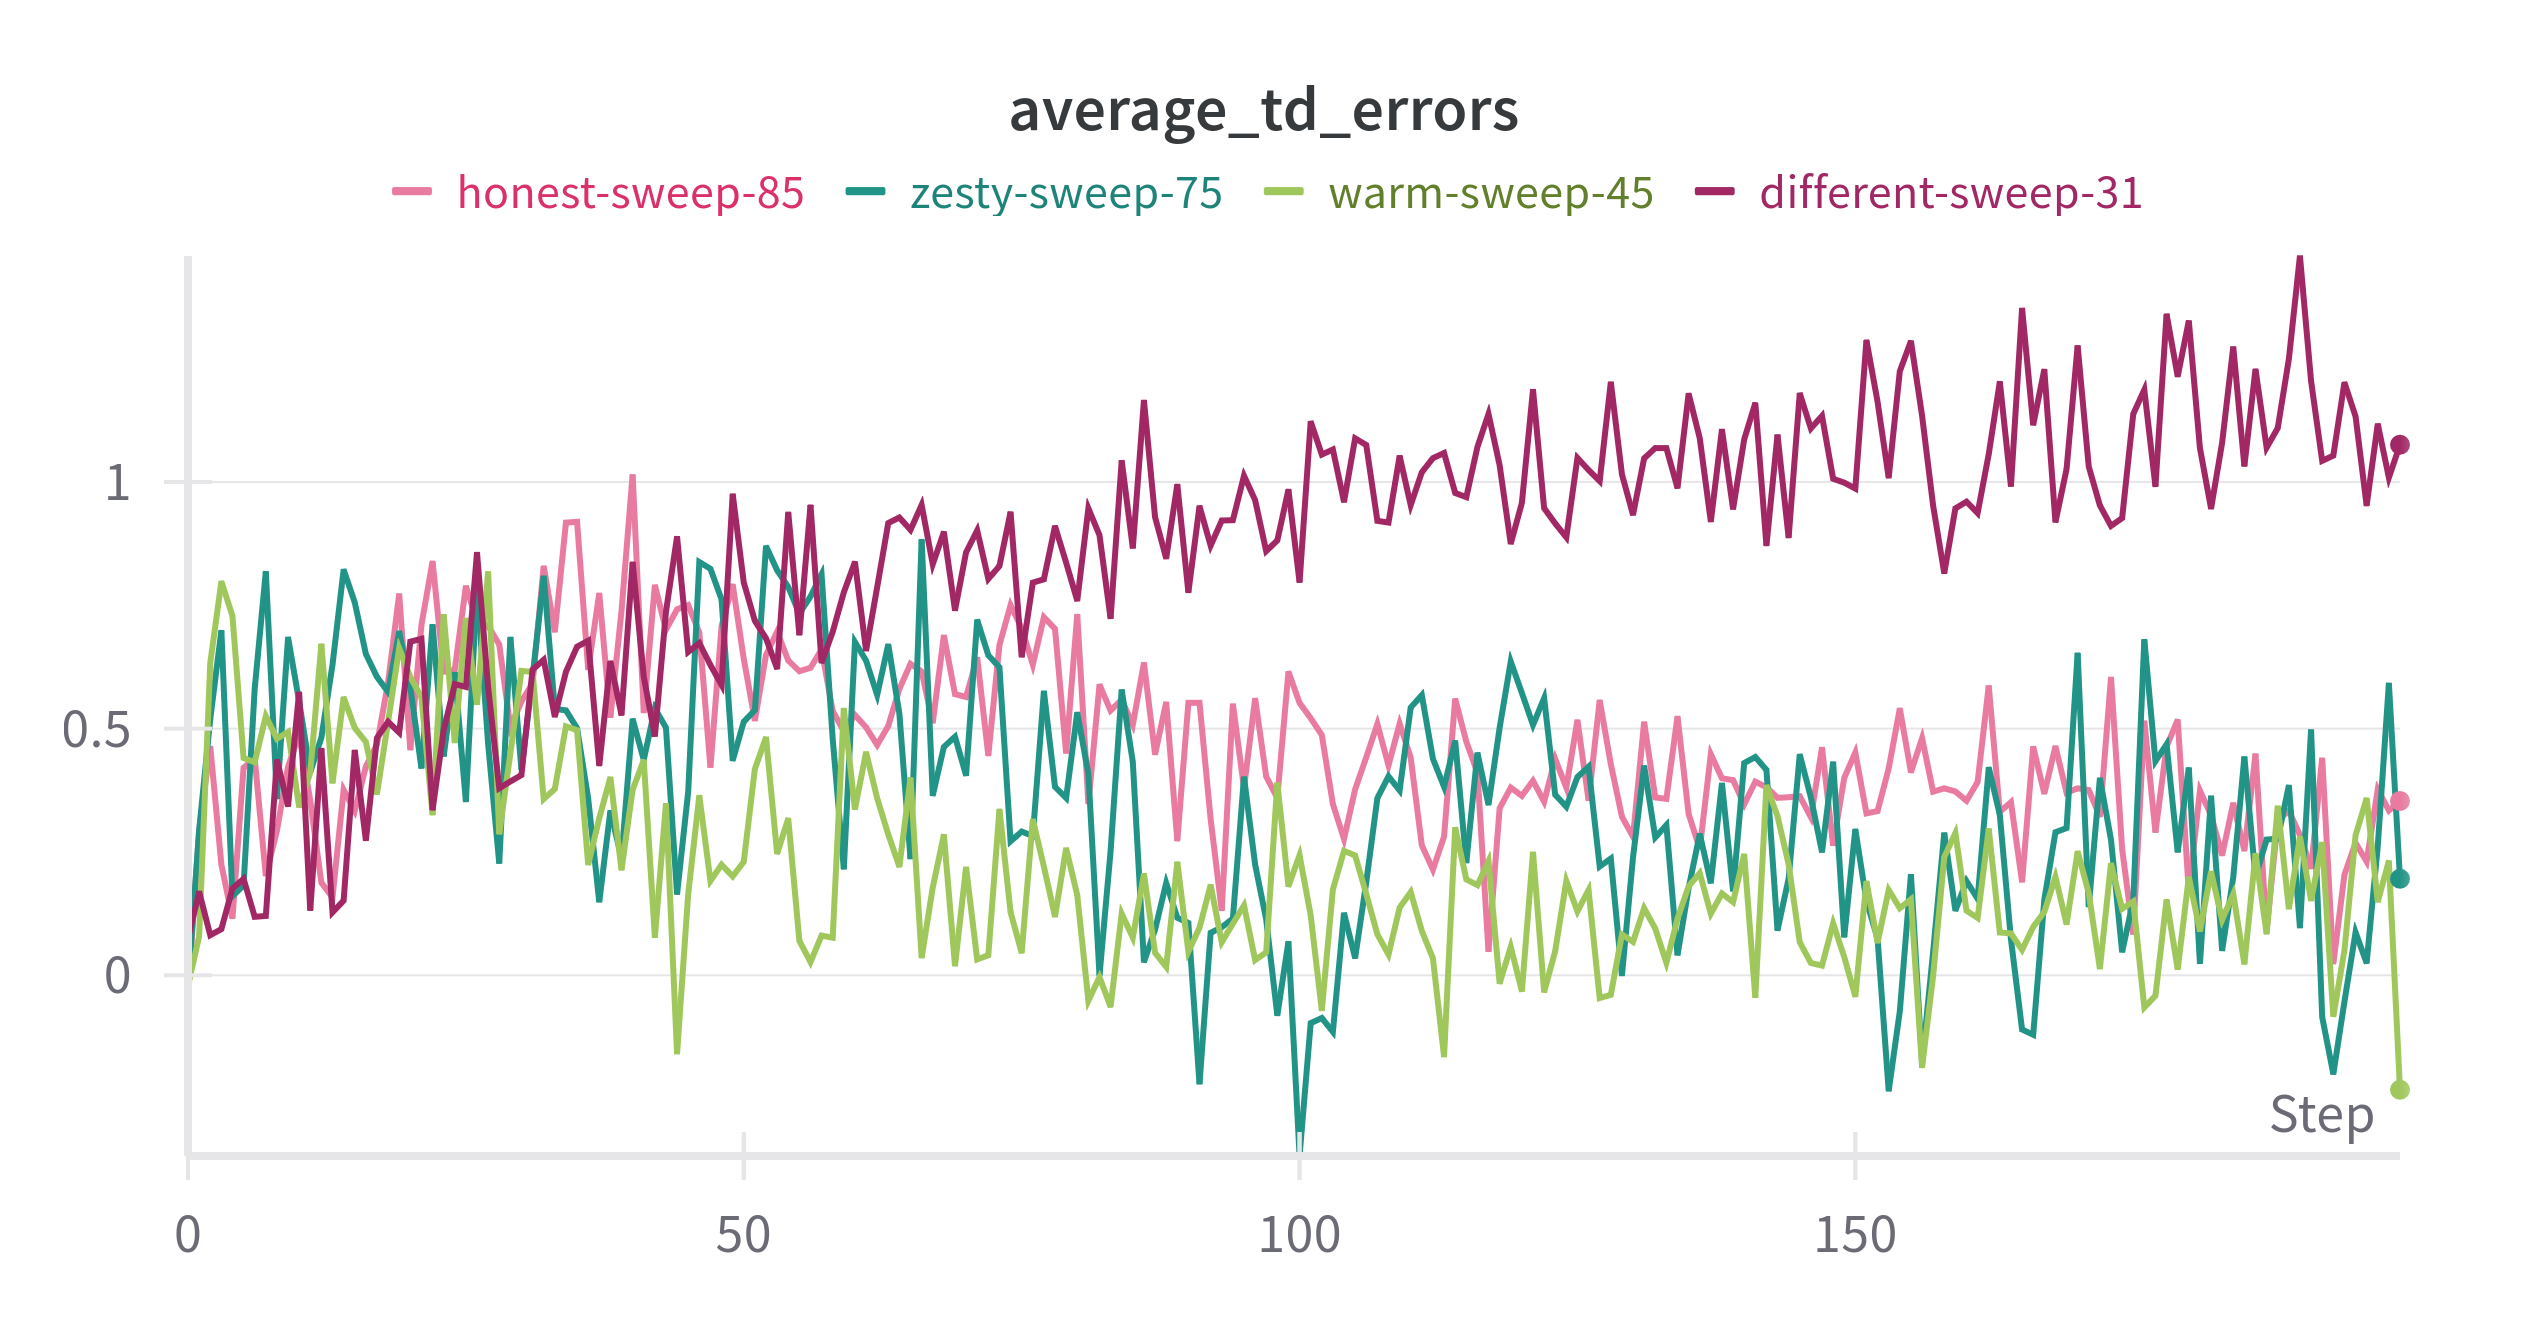 average_td_errors
honest-sweep-85 zesty-sweep-75 warm-sweep-45 different-sweep-31
1
0.5
0
Step
0 50 100 150